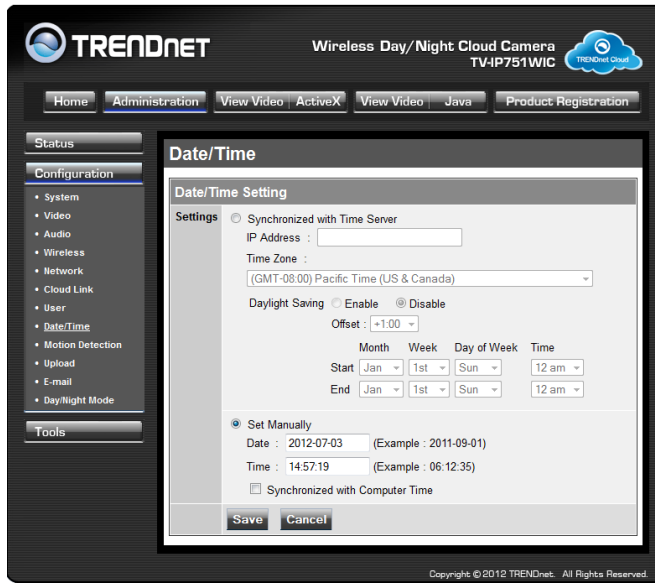 TRENDNET
Wireless Day/Night Cloud Camera
TV-IP751WIC
TRENDnet Cloud
Home Administration View Video ActiveX View Video Java Product Registration
Status
Configuration
• System
• Video
• Audio
• Wireless
• Network
• Cloud Link
• User
• Date/Time
• Motion Detection
• Upload
• E-mail
• Day/Night Mode
Tools
Date/Time
Date/Time Setting
Settings
Synchronized with Time Server
IP Address :
Time Zone :
(GMT-08:00) Pacific Time (US & Canada)
Daylight Saving Enable Disable
Offset : +1:00
Month Week Day of Week Time
Start Jan 1st Sun 12 am
End Jan 1st Sun 12 am
Set Manually
Date : 2012-07-03 (Example : 2011-09-01)
Time : 14:57:19 (Example : 06:12:35)
Synchronized with Computer Time
Save Cancel
Copyright © 2012 TRENDnet. All Rights Reserved.